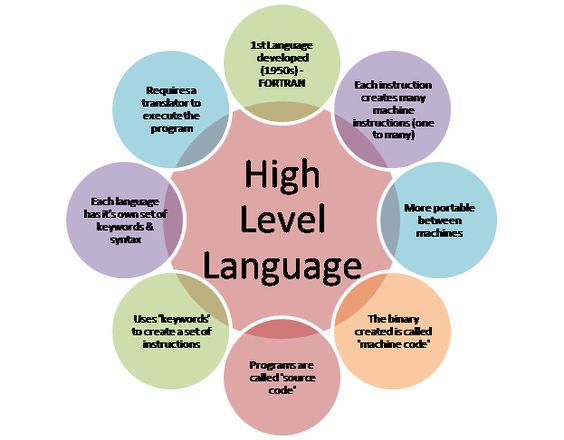 High
Level
Language
1st Language
developed
(1950s) -
FORTRAN
Each instruction
creates many
machine
instructions (one
to many)
More portable
between
machines
The binary
created is called
'machine code'
Programs are
called 'source
code'
Uses 'keywords'
to create a set of
instructions
Each language
has it's own set of
keywords &
syntax
Requires a
translator to
execute the
program